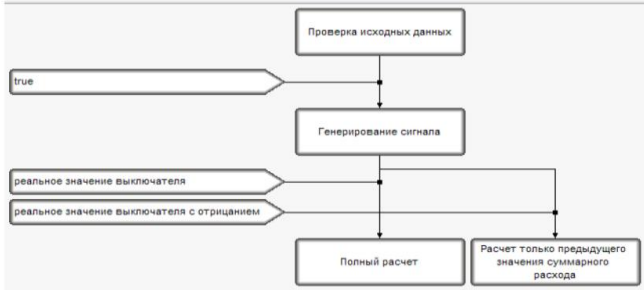 Проверка исходных данных
true
Генерирование сигнала
реальное значение выключателя
реальное значение выключателя с отрицанием
Полный расчет
Расчет только предыдущего
значения суммарного
расхода